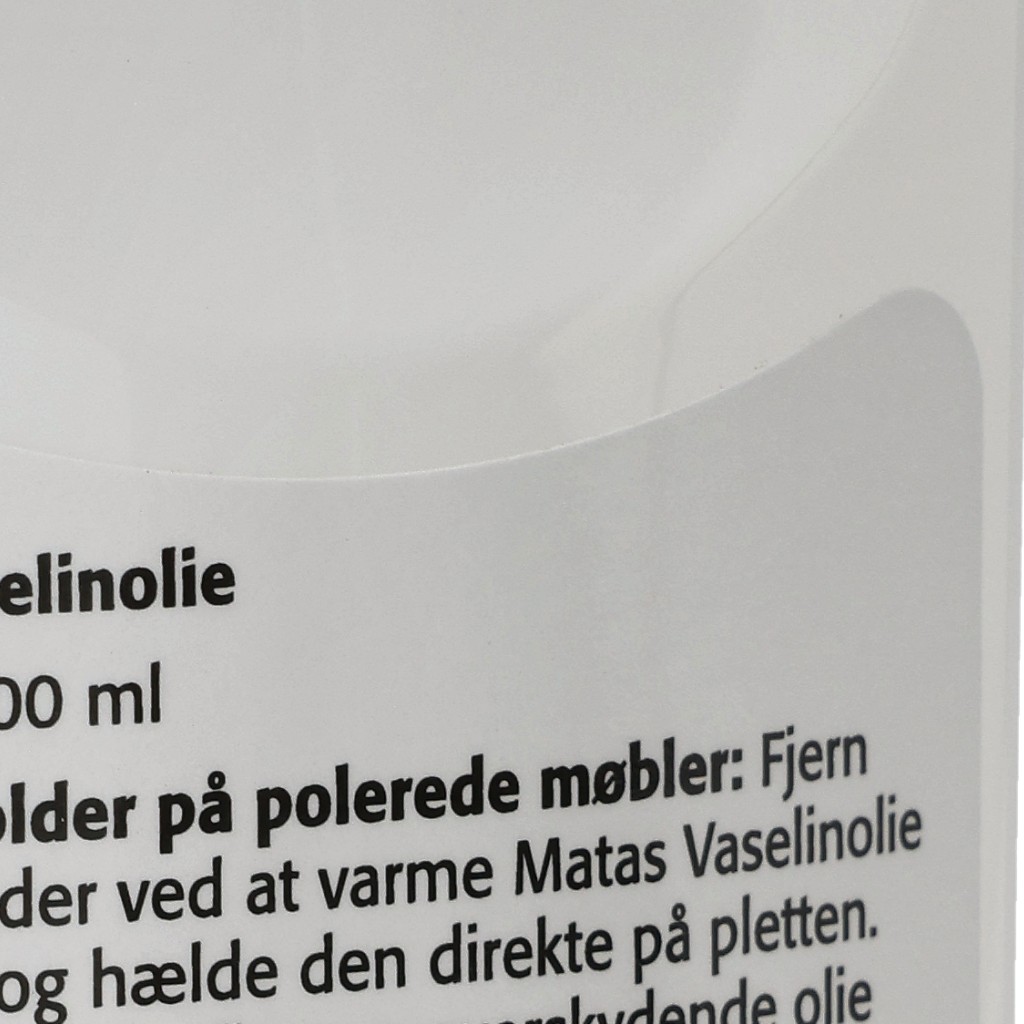 elinolie
00 ml
older på polerede møbler: Fjern
der ved at varme Matas Vaselinolie
og hælde den direkte på pletten.
olie